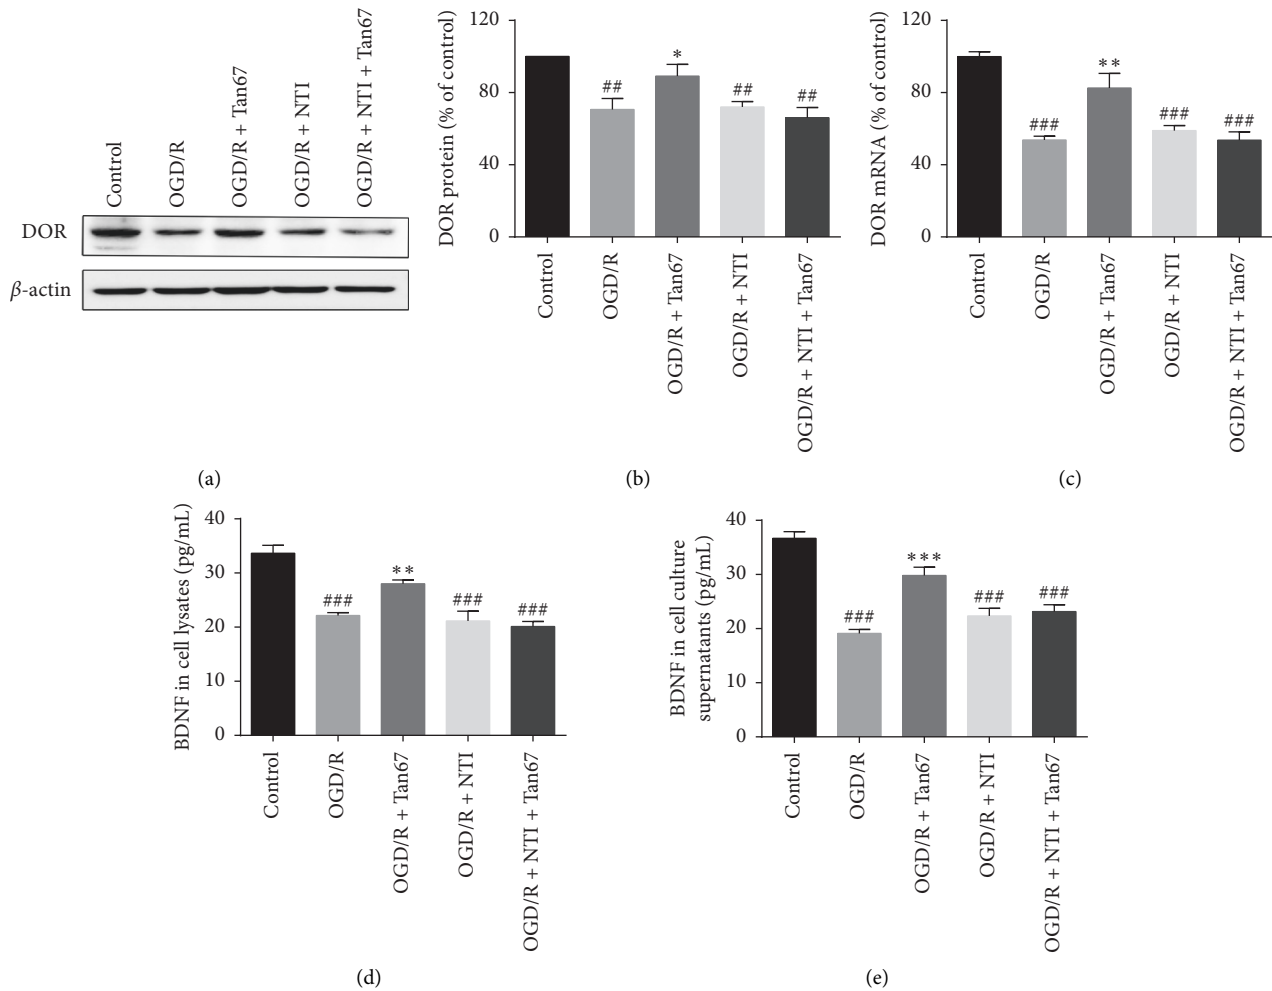 Control
OGD/R
OGD/R + Tan67
OGD/R + NTI
OGD/R + NTI + Tan67
DOR
β-actin
(a)
DOR protein (% of control)
120
80
40
0
##
*
##
##
Control
OGD/R
OGD/R + Tan67
OGD/R + NTI
OGD/R + NTI + Tan67
(b)
DOR mRNA (% of control)
120
80
40
0
###
**
###
###
Control
OGD/R
OGD/R + Tan67
OGD/R + NTI
OGD/R + NTI + Tan67
(c)
BDNF in cell lysates (pg/mL)
40
30
20
10
0
###
**
###
###
Control
OGD/R
OGD/R + Tan67
OGD/R + NTI
OGD/R + NTI + Tan67
(d)
BDNF in cell culture
supernatants (pg/mL)
40
30
20
10
0
###
***
###
###
Control
OGD/R
OGD/R + Tan67
OGD/R + NTI
OGD/R + NTI + Tan67
(e)